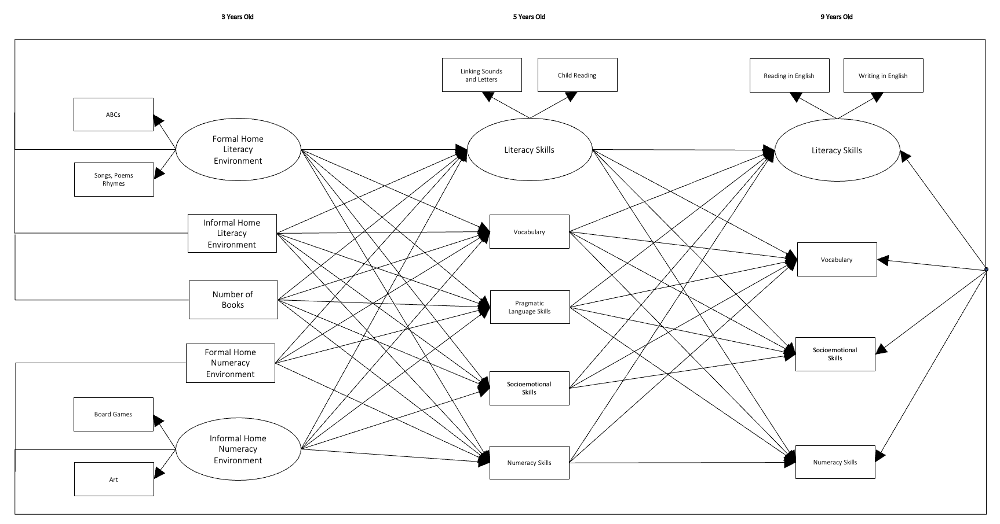 3 Years Old
5 Years Old
9 Years Old
Linking Sounds
and Letters
Child Reading
Reading in English
Writing in English
ABCs
Formal Home
Literacy
Environment
Literacy Skills
Literacy Skills
Songs, Poems
Rhymes
Informal Home
Literacy
Environment
Vocabulary
Vocabulary
Number of
Books
Pragmatic
Language Skills
Formal Home
Numeracy
Environment
Socioemotional
Skills
Socioemotional
Skills
Board Games
Informal Home
Numeracy
Environment
Numeracy Skills
Numeracy Skills
Art